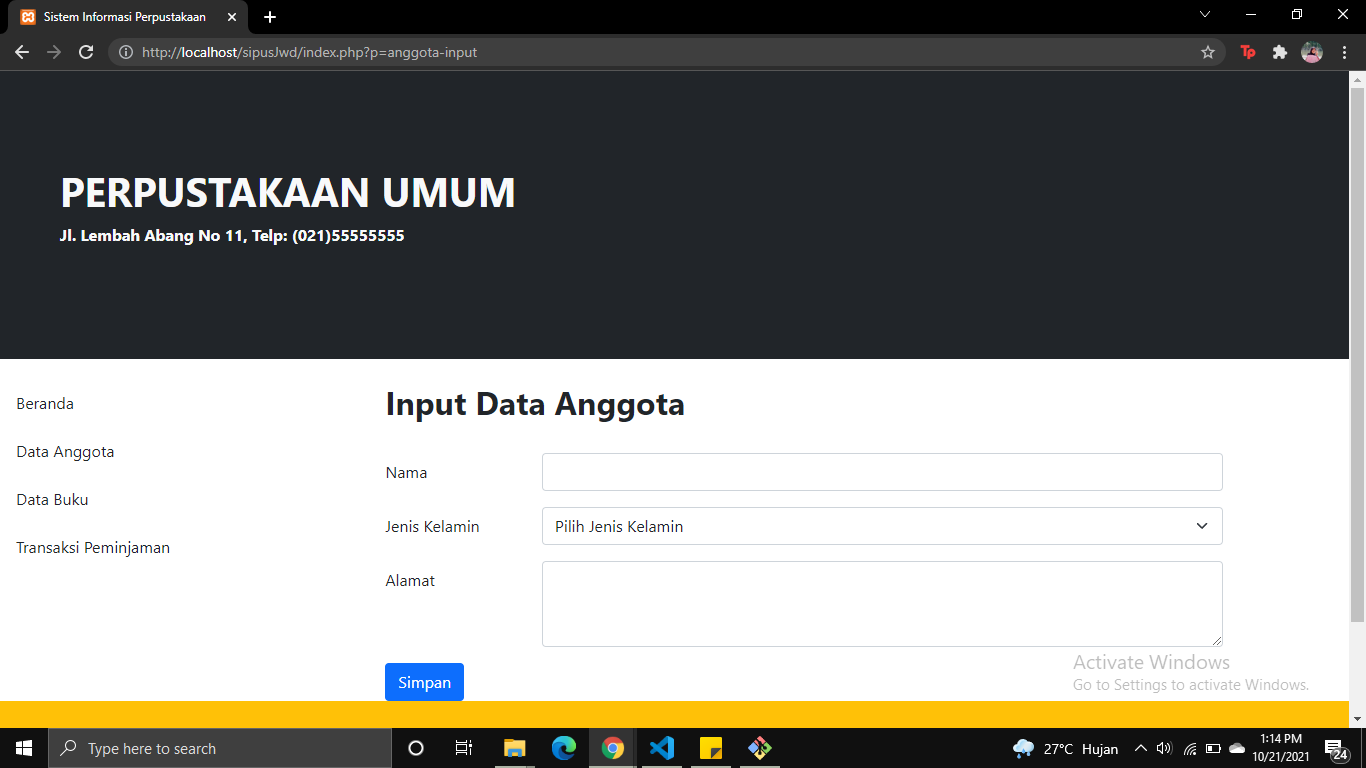 Sistem Informasi Perpustakaan
http://localhost/sipusJwd/index.php?p=anggota-input
Tp
PERPUSTAKAAN UMUM
Jl. Lembah Abang No 11, Telp: (021)55555555
Beranda
Data Anggota
Data Buku
Transaksi Peminjaman
Input Data Anggota
Nama
Jenis Kelamin
Pilih Jenis Kelamin
Alamat
Simpan
Activate Windows
Go to Settings to activate Windows.
Type here to search
27°C Hujan
1:14 PM
10/21/2021
24